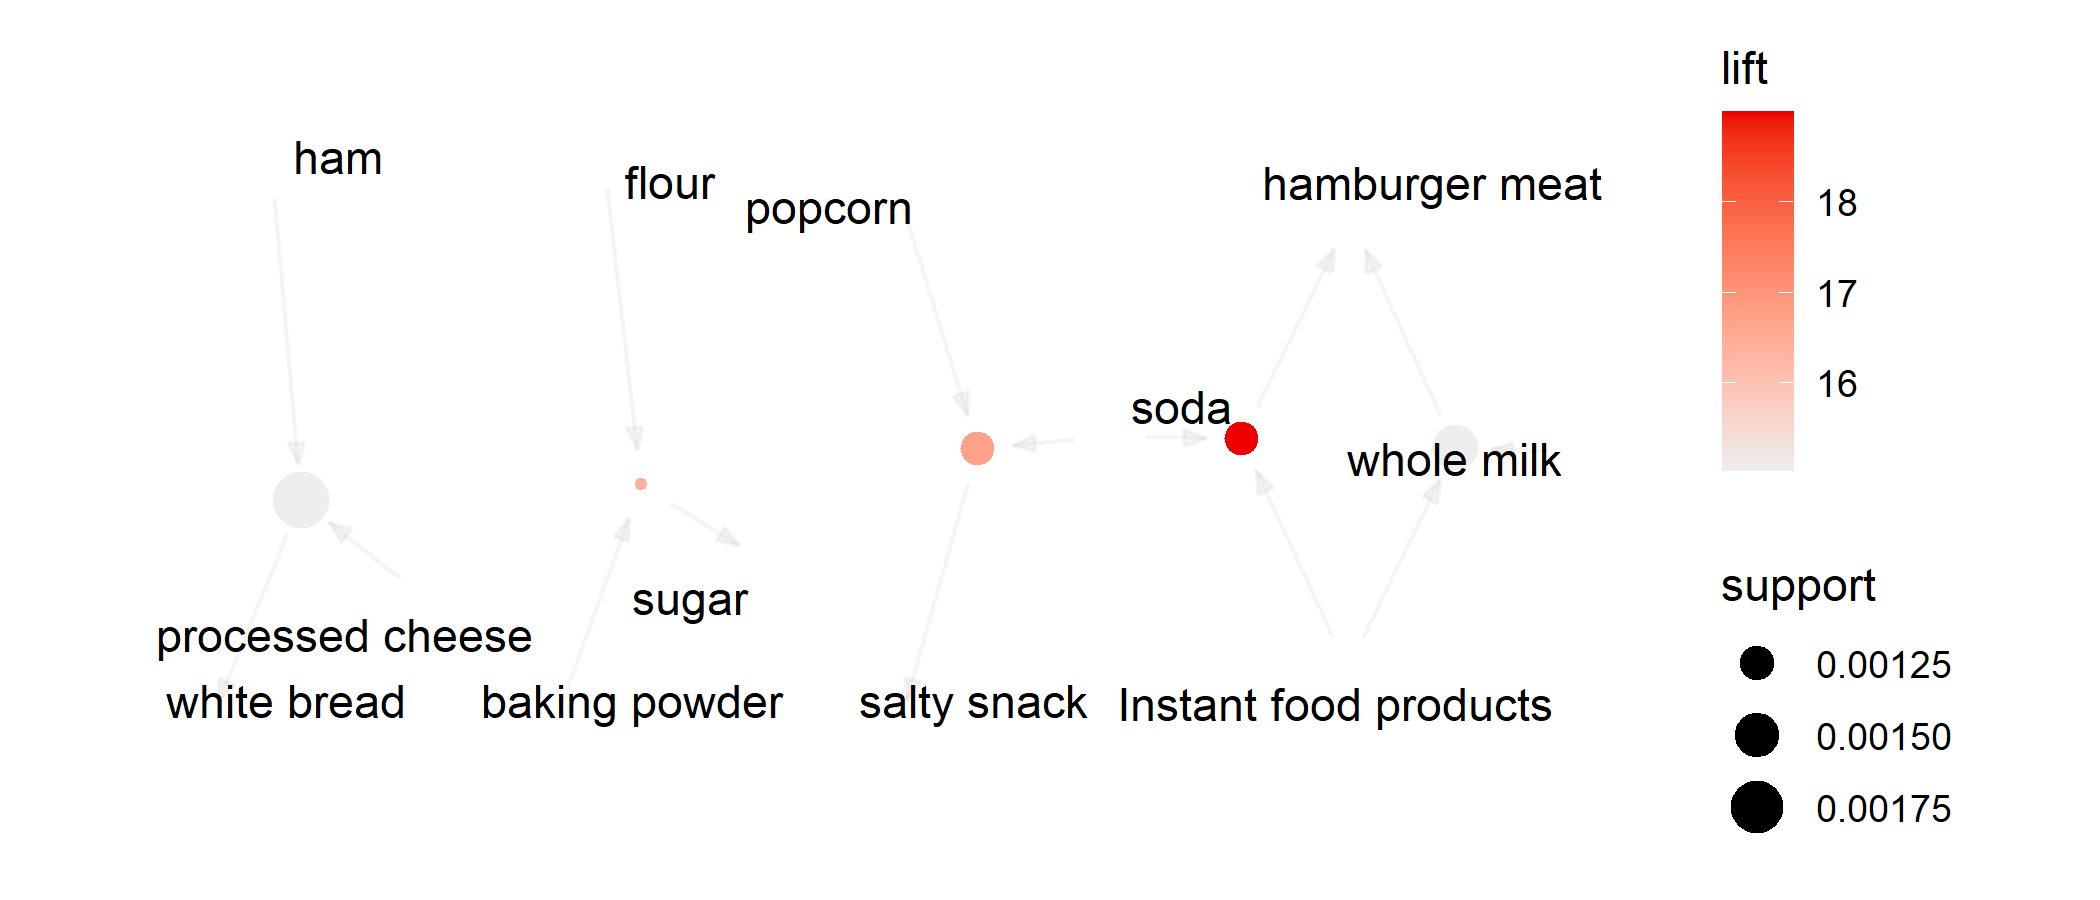 ham
flour
popcorn
hamburger meat
soda
whole milk
sugar
processed cheese
white bread
baking powder
salty snack
Instant food products
lift
18
17
16
support
0.00125
0.00150
0.00175